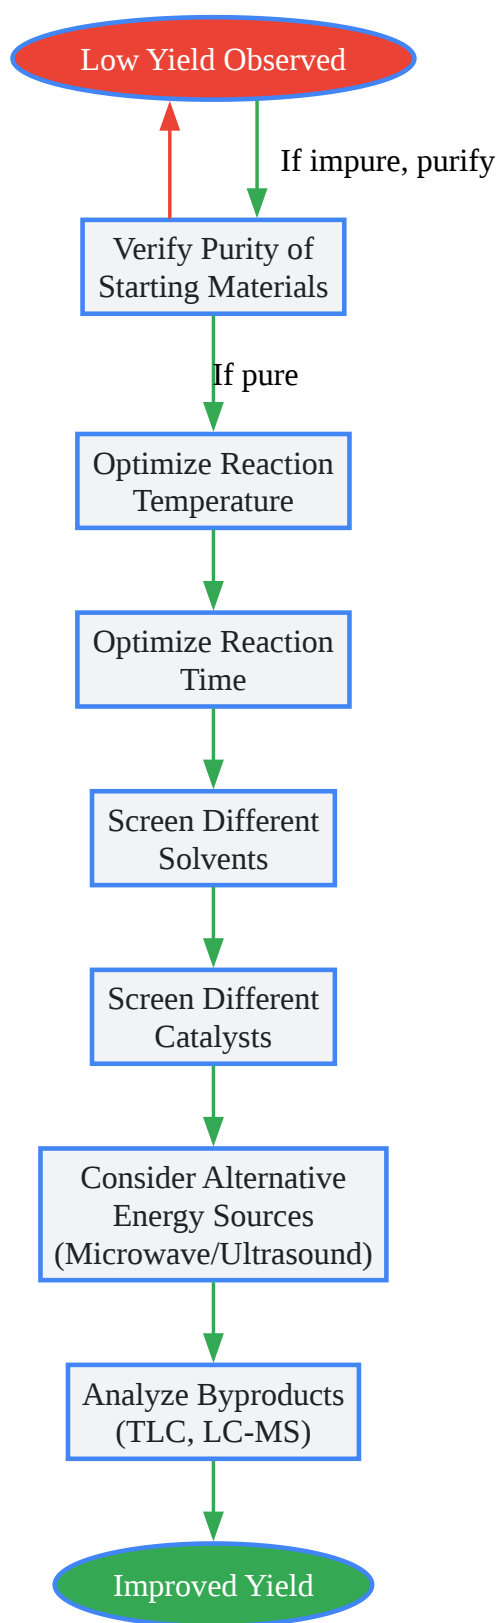 Low Yield Observed
If impure, purify
Verify Purity of
Starting Materials
If pure
Optimize Reaction
Temperature
Optimize Reaction
Time
Screen Different
Solvents
Screen Different
Catalysts
Consider Alternative
Energy Sources
(Microwave/Ultrasound)
Analyze Byproducts
(TLC, LC-MS)
Improved Yield